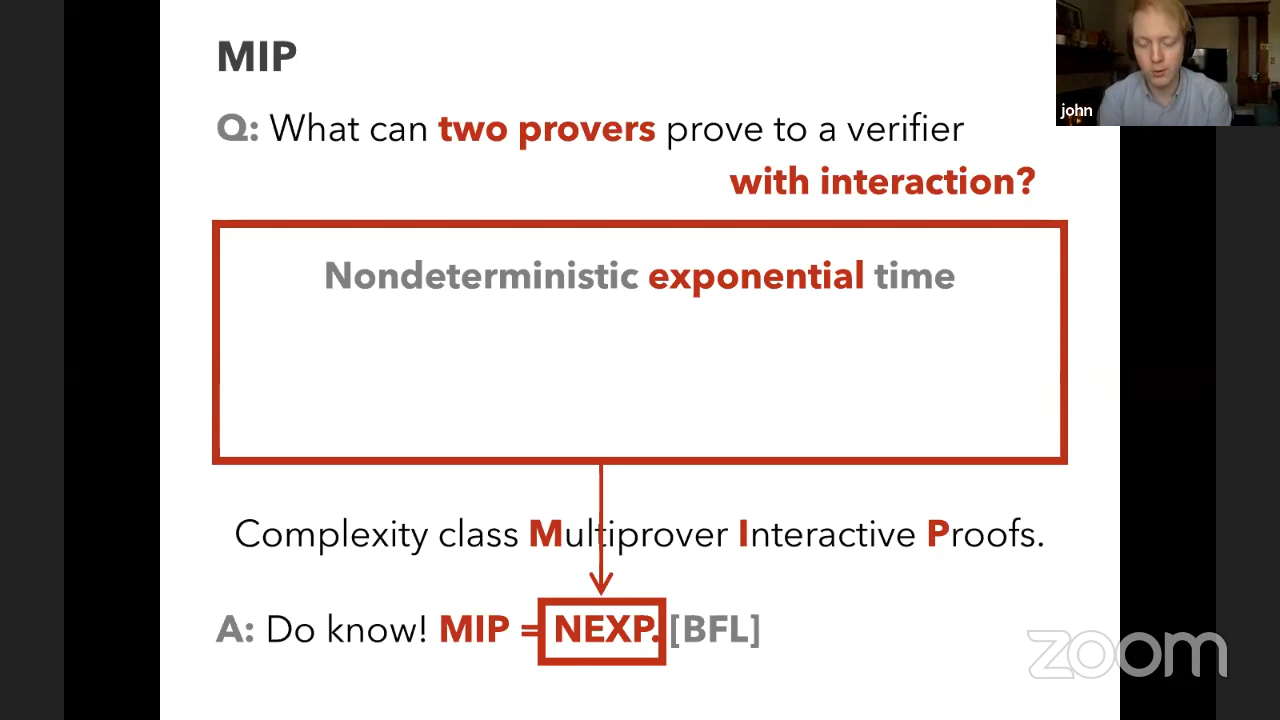 MIP
john
Q: What can two provers prove to a verifier
with interaction?
Nondeterministic exponential time
Complexity class Multiprover Interactive Proofs.
A: Do know! MIP = NEXP. [BFL]
zoom